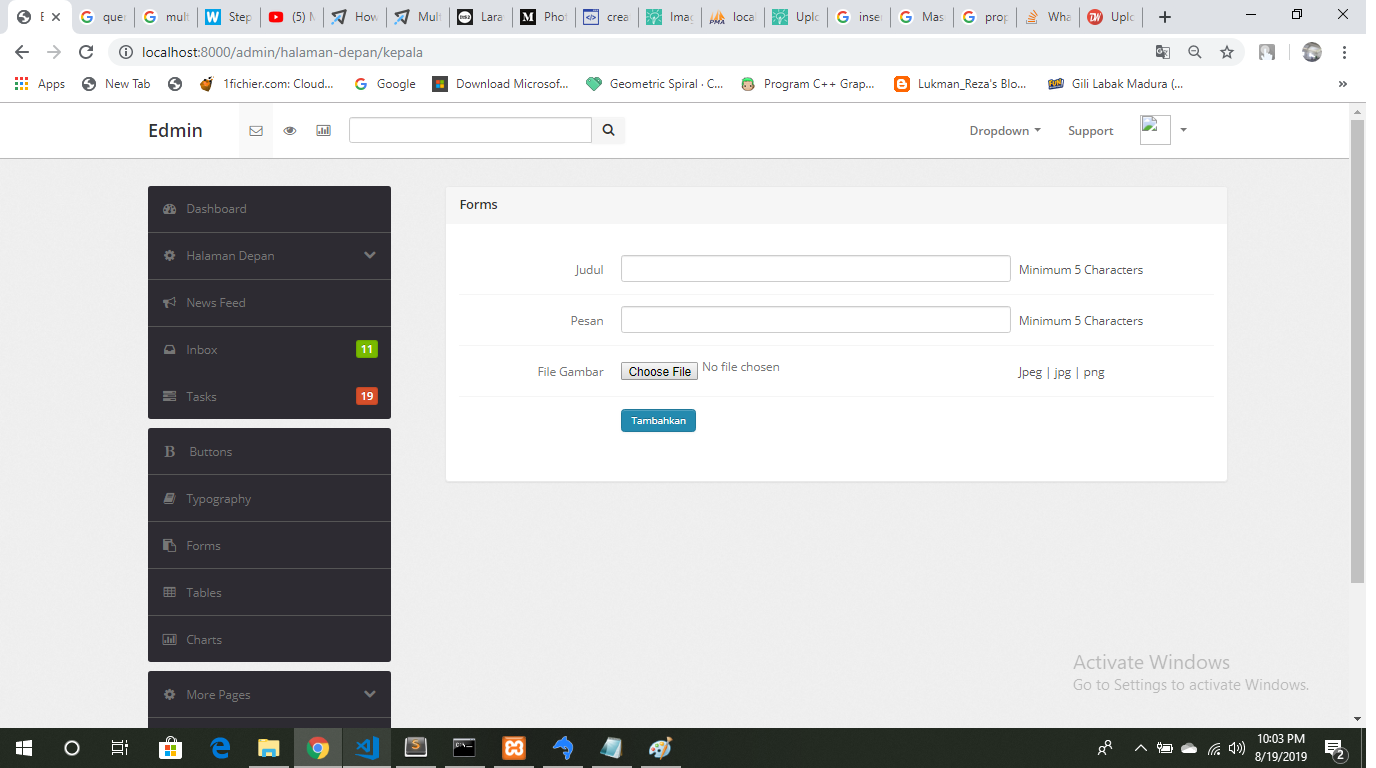 E
quer
mult
Step
(5) M
How
Mult
Lara
Phot
crea
Imag
loca
Uplo
inse
Mas
prop
Wha
Uplo
localhost:8000/admin/halaman-depan/kepala
Apps
New Tab
1fichier.com: Cloud...
Google
Download Microsof...
Geometric Spiral · C...
Program C++ Grap...
Lukman_Reza's Blo...
Gili Labak Madura (...
»
Edmin
Dropdown
Support
Dashboard
Halaman Depan
News Feed
Inbox 11
Tasks 19
B Buttons
Typography
Forms
Tables
Charts
More Pages
Forms
Judul Minimum 5 Characters
Pesan Minimum 5 Characters
File Gambar Choose File No file chosen Jpeg | jpg | png
Tambahkan
Activate Windows
Go to Settings to activate Windows.
10:03 PM
8/19/2019
2